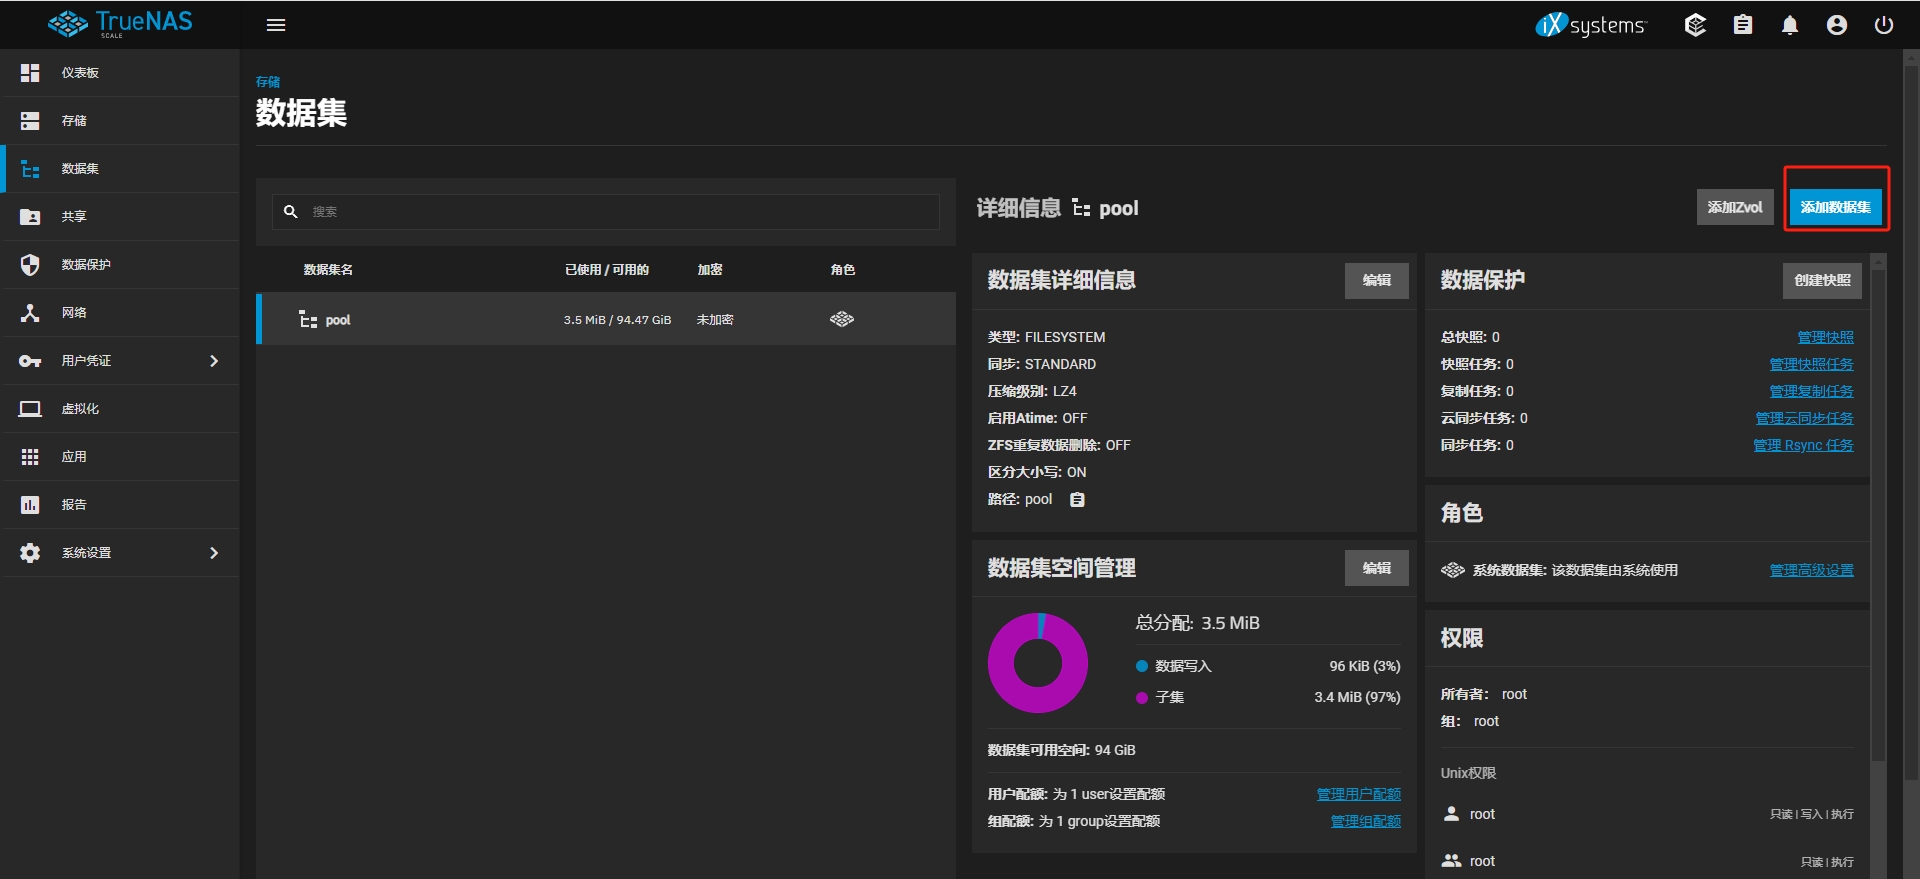 TrueNAS
SCALE
iXsystems
仪表板
存储
数据集
共享
数据保护
网络
用户凭证
虚拟化
应用
报告
系统设置
存储
数据集
搜索
数据集名
已使用 / 可用的
加密
角色
pool
3.5 MiB / 94.47 GiB
未加密
详细信息 pool
添加Zvol
添加数据集
数据集详细信息
编辑
类型: FILESYSTEM
同步: STANDARD
压缩级别: LZ4
启用Atime: OFF
ZFS重复数据删除: OFF
区分大小写: ON
路径: pool
数据集空间管理
编辑
总分配: 3.5 MiB
数据写入 96 KiB (3%)
子集 3.4 MiB (97%)
数据集可用空间: 94 GiB
用户配额: 为 1 user设置配额 管理用户配额
组配额: 为 1 group设置配额 管理组配额
数据保护
创建快照
总快照: 0 管理快照
快照任务: 0 管理快照任务
复制任务: 0 管理复制任务
云同步任务: 0 管理云同步任务
同步任务: 0 管理 Rsync 任务
角色
系统数据集: 该数据集由系统使用 管理高级设置
权限
所有者: root
组: root
Unix权限
root 只读 | 写入 | 执行
root 只读 | 执行